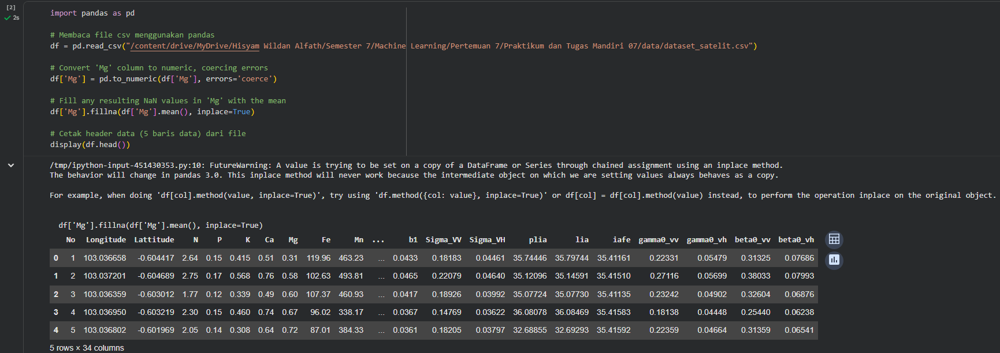 [2]
2s
import pandas as pd
# Membaca file csv menggunakan pandas
df = pd.read_csv("/content/drive/MyDrive/Hisyam Wildan Alfath/Semester 7/Machine Learning/Pertemuan 7/Praktikum dan Tugas Mandiri 07/data/dataset_satelit.csv")
# Convert 'Mg' column to numeric, coercing errors
df['Mg'] = pd.to_numeric(df['Mg'], errors='coerce')
# Fill any resulting NaN values in 'Mg' with the mean
df['Mg'].fillna(df['Mg'].mean(), inplace=True)
# Cetak header data (5 baris data) dari file
display(df.head())
/tmp/ipython-input-451430353.py:10: FutureWarning: A value is trying to be set on a copy of a DataFrame or Series through chained assignment using an inplace method.
The behavior will change in pandas 3.0. This inplace method will never work because the intermediate object on which we are setting values always behaves as a copy.
For example, when doing 'df[col].method(value, inplace=True)', try using 'df.method({col: value}, inplace=True)' or df[col] = df[col].method(value) instead, to perform the operation inplace on the original object.
df['Mg'].fillna(df['Mg'].mean(), inplace=True)
No Longitude Lattitude N P K Ca Mg Fe Mn ... b1 Sigma_VV Sigma_VH plia lia iafe gamma0_vv gamma0_vh beta0_vv beta0_vh
0 1 103.036658 -0.604417 2.64 0.15 0.415 0.51 0.31 119.96 463.23 ... 0.0433 0.18183 0.04461 35.74446 35.79744 35.41161 0.22331 0.05479 0.31325 0.07686
1 2 103.037201 -0.604689 2.75 0.17 0.568 0.76 0.58 102.63 493.81 ... 0.0465 0.22079 0.04640 35.12096 35.14591 35.41510 0.27116 0.05699 0.38033 0.07993
2 3 103.036359 -0.603012 1.77 0.12 0.339 0.49 0.60 107.37 460.93 ... 0.0417 0.18926 0.03992 35.07724 35.07730 35.41135 0.23242 0.04902 0.32604 0.06876
3 4 103.036950 -0.603219 2.30 0.15 0.460 0.74 0.67 96.02 338.17 ... 0.0367 0.14769 0.03622 36.08078 36.08469 35.41583 0.18138 0.04448 0.25440 0.06238
4 5 103.036802 -0.601969 2.05 0.14 0.308 0.64 0.72 87.01 384.33 ... 0.0361 0.18205 0.03797 32.68855 32.69293 35.41592 0.22359 0.04664 0.31359 0.06541
5 rows × 34 columns